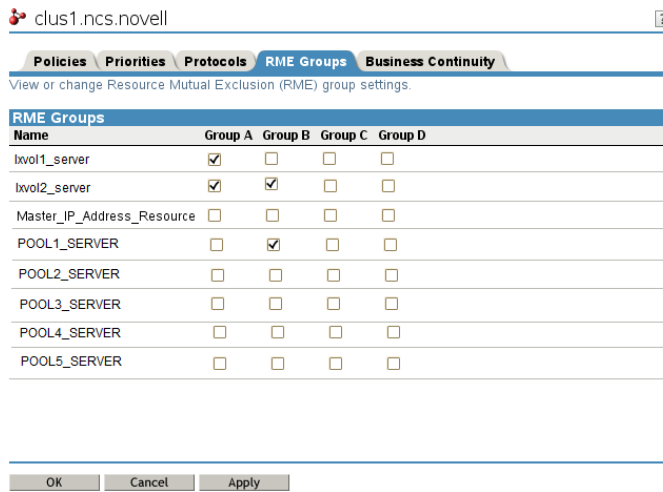 clus1.ncs.novell
?
Policies Priorities Protocols RME Groups Business Continuity
View or change Resource Mutual Exclusion (RME) group settings.
RME Groups
Name Group A Group B Group C Group D
lxvol1_server
lxvol2_server
Master_IP_Address_Resource
POOL1_SERVER
POOL2_SERVER
POOL3_SERVER
POOL4_SERVER
POOL5_SERVER
OK Cancel Apply